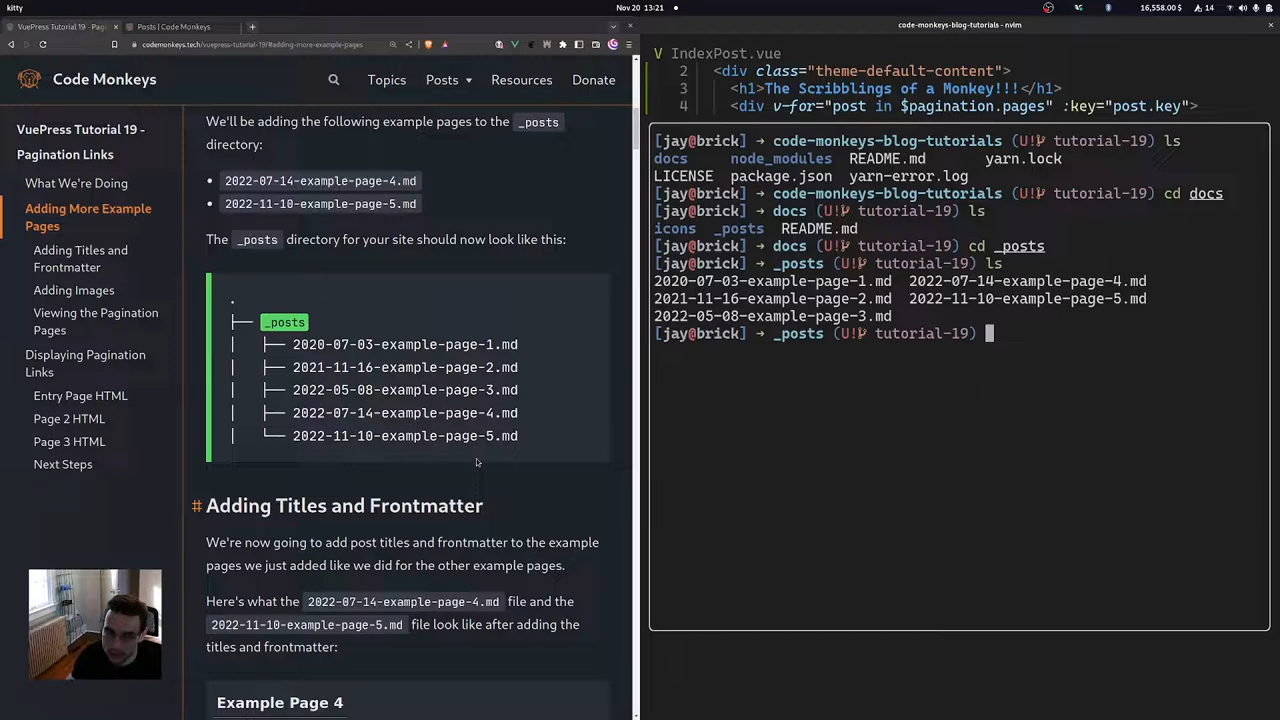 kitty
Nov 20 13:21
16,558.00 $
14
VuePress Tutorial 19 - Pagi
Posts | Code Monkeys
codemonkeys.tech/vuepress-tutorial-19/#adding-more-example-pages
Code Monkeys
Topics
Posts
Resources
Donate
VuePress Tutorial 19 -
Pagination Links
What We're Doing
Adding More Example
Pages
Adding Titles and
Frontmatter
Adding Images
Viewing the Pagination
Pages
Displaying Pagination
Links
Entry Page HTML
Page 2 HTML
Page 3 HTML
Next Steps
We'll be adding the following example pages to the _posts
directory:
2022-07-14-example-page-4.md
2022-11-10-example-page-5.md
The _posts directory for your site should now look like this:
.
├── _posts
│ ├── 2020-07-03-example-page-1.md
│ ├── 2021-11-16-example-page-2.md
│ ├── 2022-05-08-example-page-3.md
│ ├── 2022-07-14-example-page-4.md
│ └── 2022-11-10-example-page-5.md
# Adding Titles and Frontmatter
We're now going to add post titles and frontmatter to the example
pages we just added like we did for the other example pages.
Here's what the 2022-07-14-example-page-4.md file and the
2022-11-10-example-page-5.md file look like after adding the
titles and frontmatter:
Example Page 4
code-monkeys-blog-tutorials - nvim
V IndexPost.vue
2 <div class="theme-default-content">
3 <h1>The Scribblings of a Monkey!!!</h1>
4 <div v-for="post in $pagination.pages" :key="post.key">
[jay@brick] → code-monkeys-blog-tutorials (U! tutorial-19) ls
docs node_modules README.md yarn.lock
LICENSE package.json yarn-error.log
[jay@brick] → code-monkeys-blog-tutorials (U! tutorial-19) cd docs
[jay@brick] → docs (U! tutorial-19) ls
icons _posts README.md
[jay@brick] → docs (U! tutorial-19) cd _posts
[jay@brick] → _posts (U! tutorial-19) ls
2020-07-03-example-page-1.md 2022-07-14-example-page-4.md
2021-11-16-example-page-2.md 2022-11-10-example-page-5.md
2022-05-08-example-page-3.md
[jay@brick] → _posts (U! tutorial-19)